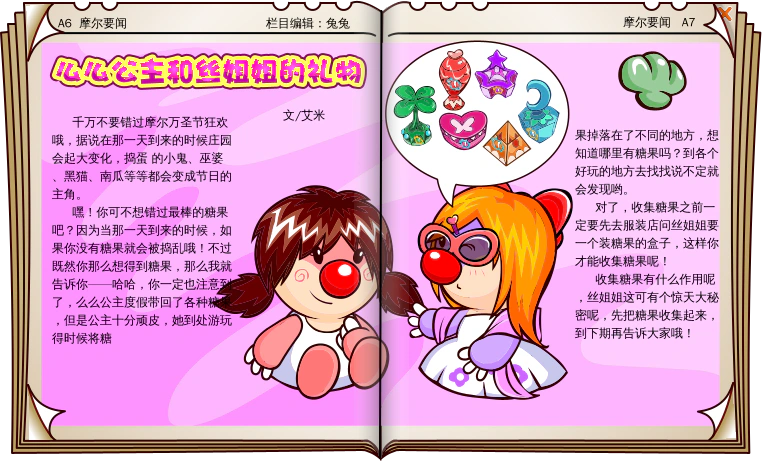 A6 摩尔要闻
栏目编辑：兔兔
么么公主和丝姐姐的礼物
文/艾米
千万不要错过摩尔万圣节狂欢
哦，据说在那一天到来的时候庄园
会起大变化，捣蛋 的小鬼、巫婆
、黑猫、南瓜等等都会变成节日的
主角。
嘿！你可不想错过最棒的糖果
吧？因为当那一天到来的时候，如
果你没有糖果就会被捣乱哦！不过
既然你那么想得到糖果，那么我就
告诉你——哈哈，你一定也注意到
了，么么公主度假带回了各种糖果
，但是公主十分顽皮，她到处游玩
得时候将糖
摩尔要闻 A7
果掉落在了不同的地方，想
知道哪里有糖果吗？到各个
好玩的地方去找找说不定就
会发现哟。
对了，收集糖果之前一
定要先去服装店问丝姐姐要
一个装糖果的盒子，这样你
才能收集糖果呢！
收集糖果有什么作用呢
，丝姐姐这可有个惊天大秘
密呢，先把糖果收集起来，
到下期再告诉大家哦！